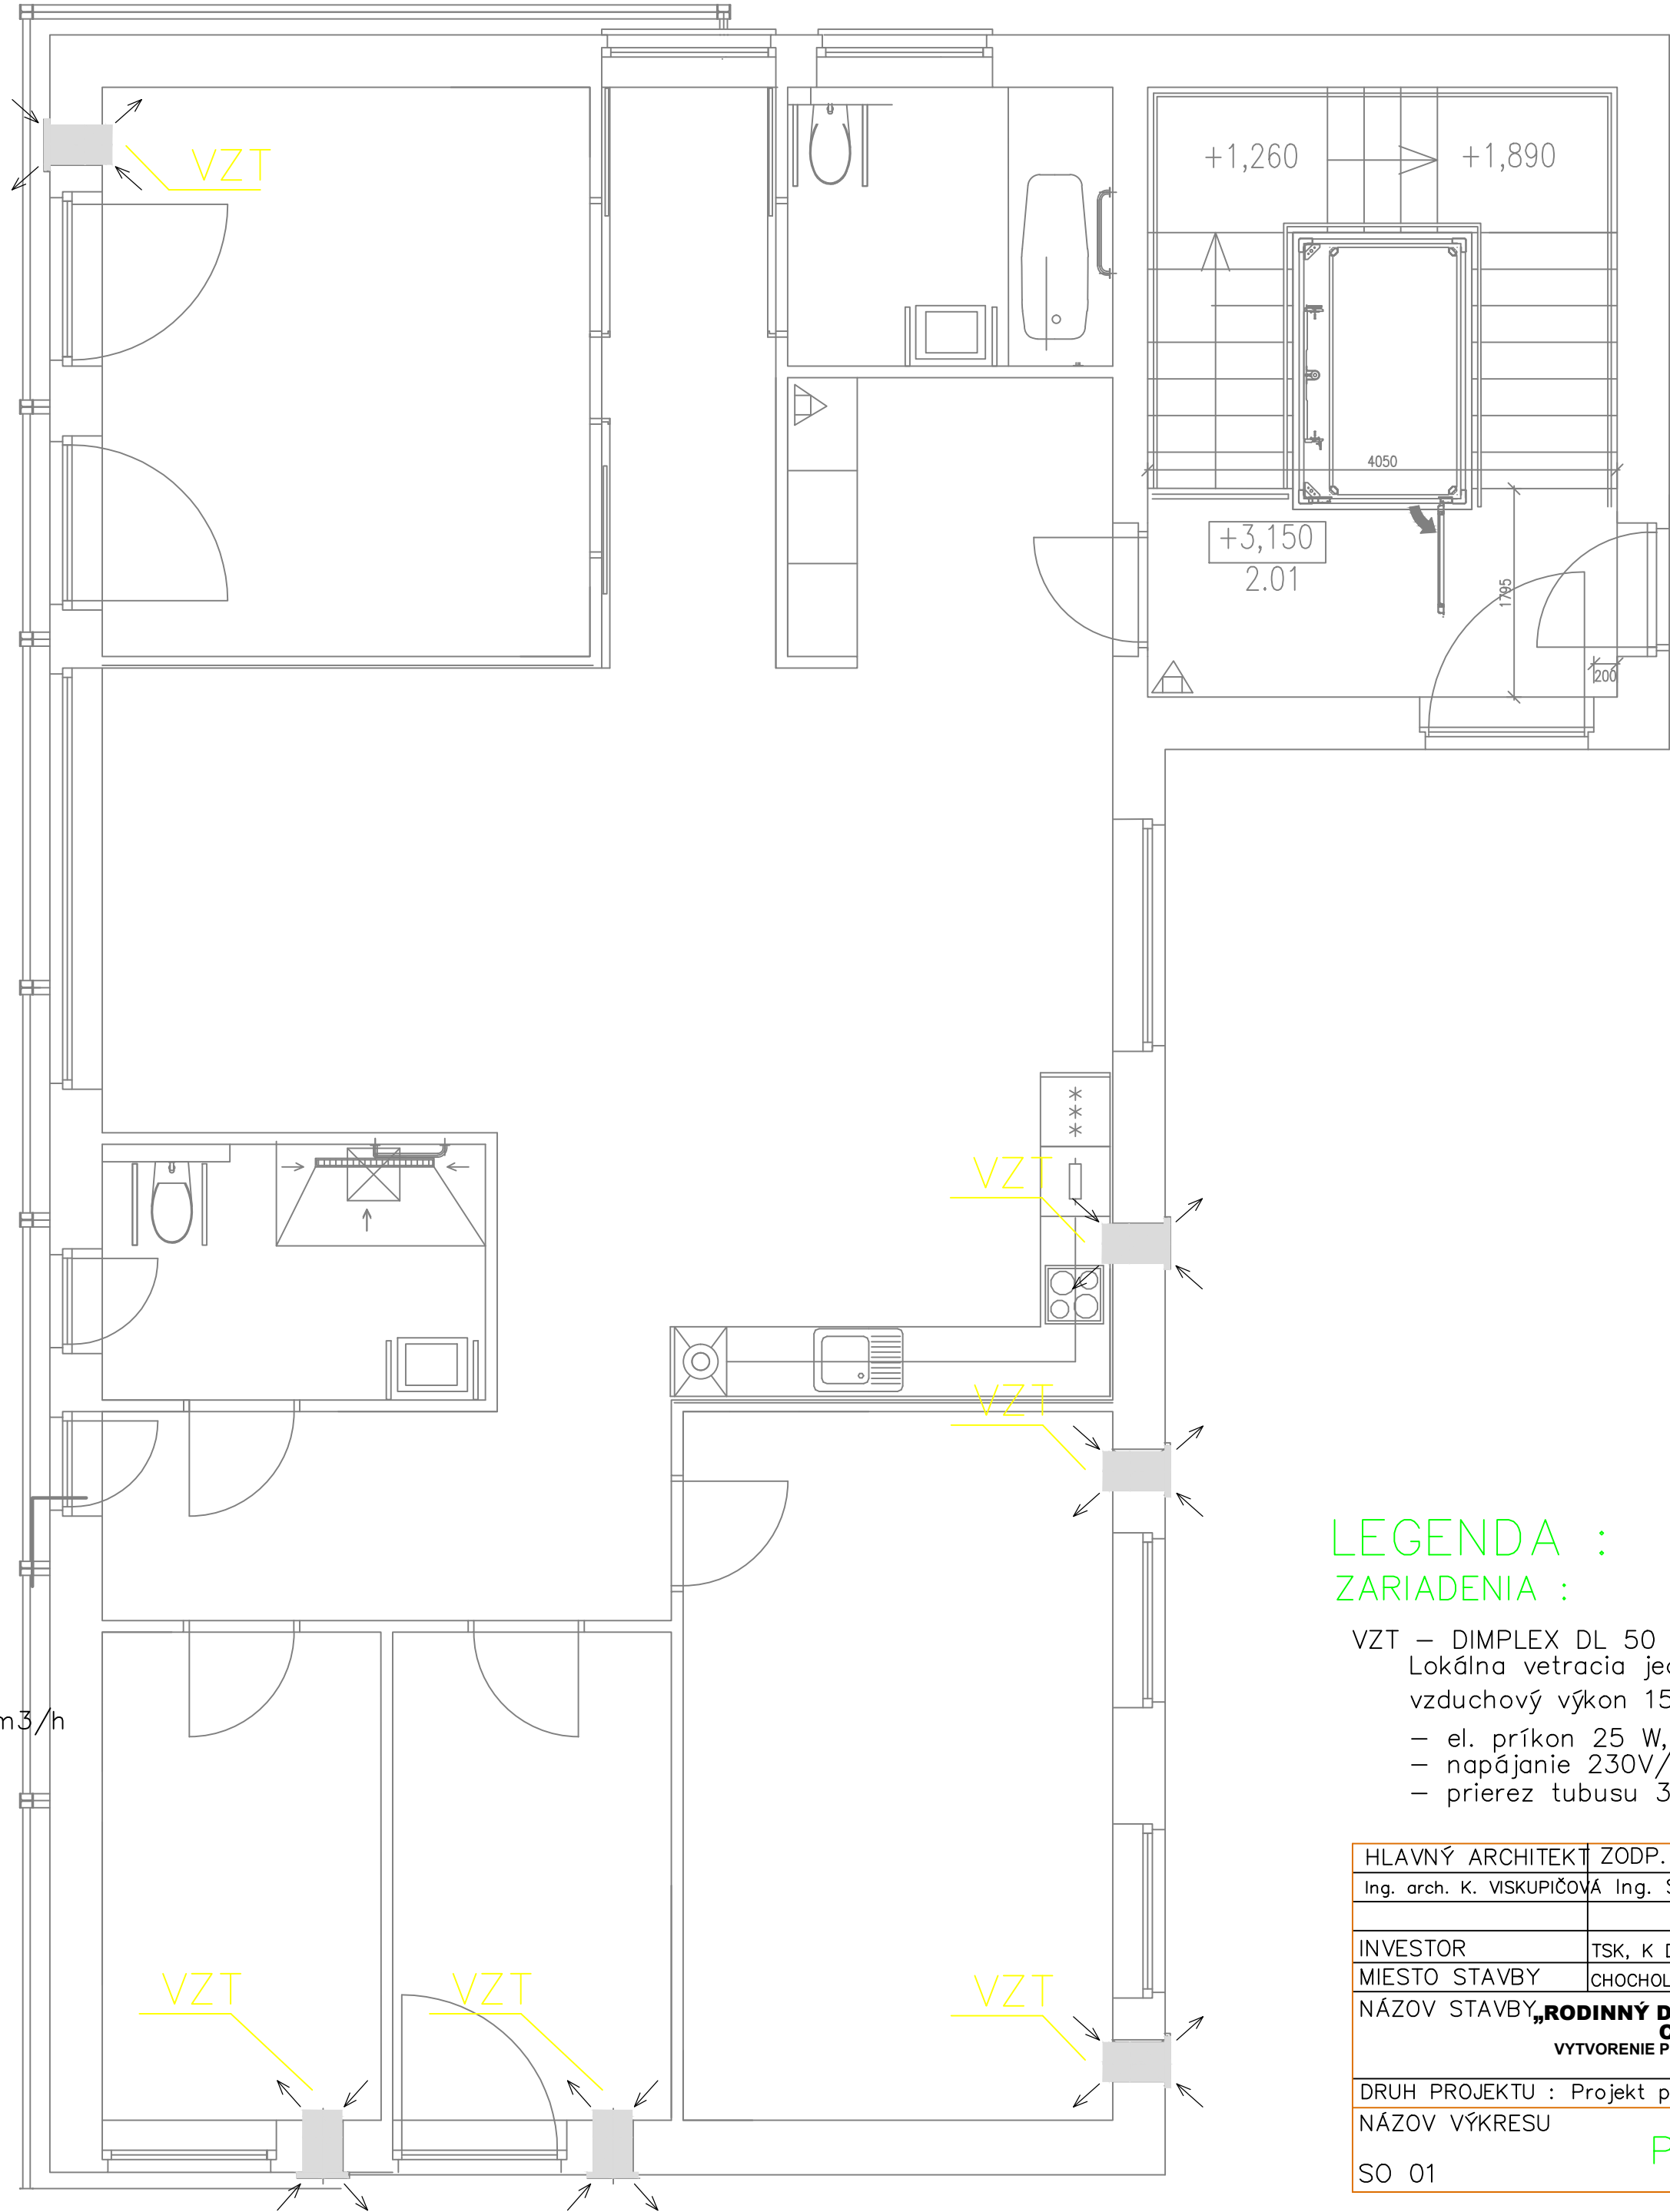 VZT
+1,260
+1,890
4050
+3,150
2.01
1795
200
VZT
VZT
m3/h
VZT
VZT
VZT
LEGENDA :
ZARIADENIA :
VZT – DIMPLEX DL 50
Lokálna vetracia
vzduchový výkon 15
– el. príkon 25 W,
– napájanie 230V/
– prierez tubusu 3
HLAVNÝ ARCHITEKT ZODP.
Ing. arch. K. VISKUPIČOVÁ Ing. S
INVESTOR TSK, K D
MIESTO STAVBY CHOCHOL
NÁZOV STAVBY „RODINNÝ D
VYTVORENIE P
DRUH PROJEKTU : Projekt p
NÁZOV VÝKRESU
P
SO 01